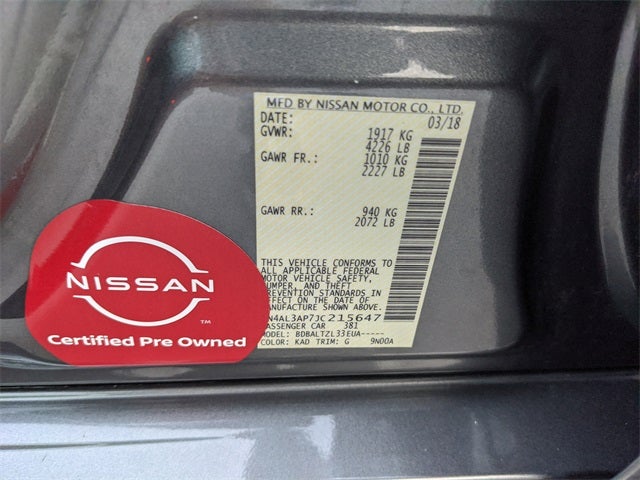 MFD BY NISSAN MOTOR CO., LTD.
DATE: 03/18
GVWR: 1917 KG
4226 LB
GAWR FR.: 1010 KG
2227 LB
GAWR RR.: 940 KG
2072 LB
THIS VEHICLE CONFORMS TO
ALL APPLICABLE FEDERAL
MOTOR VEHICLE SAFETY,
BUMPER, AND THEFT
PREVENTION STANDARDS IN
EFFECT ON THE DATE OF
MANUFACTURE SHOWN ABOVE.
N4AL3AP7JC215647
PASSENGER CAR 381
MODEL: BDBALTZL33EUA-----
COLOR: KAD TRIM: G 9N00A
NISSAN
TM
Certified Pre Owned